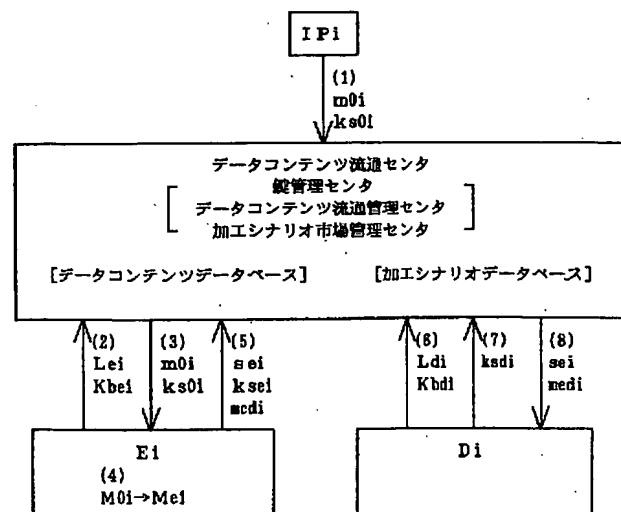 IPi
(1)
m0i
ks0i
データコンテンツ流通センタ
鍵管理センタ
データコンテンツ流通管理センタ
加工シナリオ市場管理センタ
[データコンテンツデータベース] [加工シナリオデータベース]
(2) (3) (5) (6) (7) (8)
Lei m0i sei Ldi ksdi sei
Kbei ks0i ksei Kbdi medi
medi
Ei Di
(4)
M0i→Mei